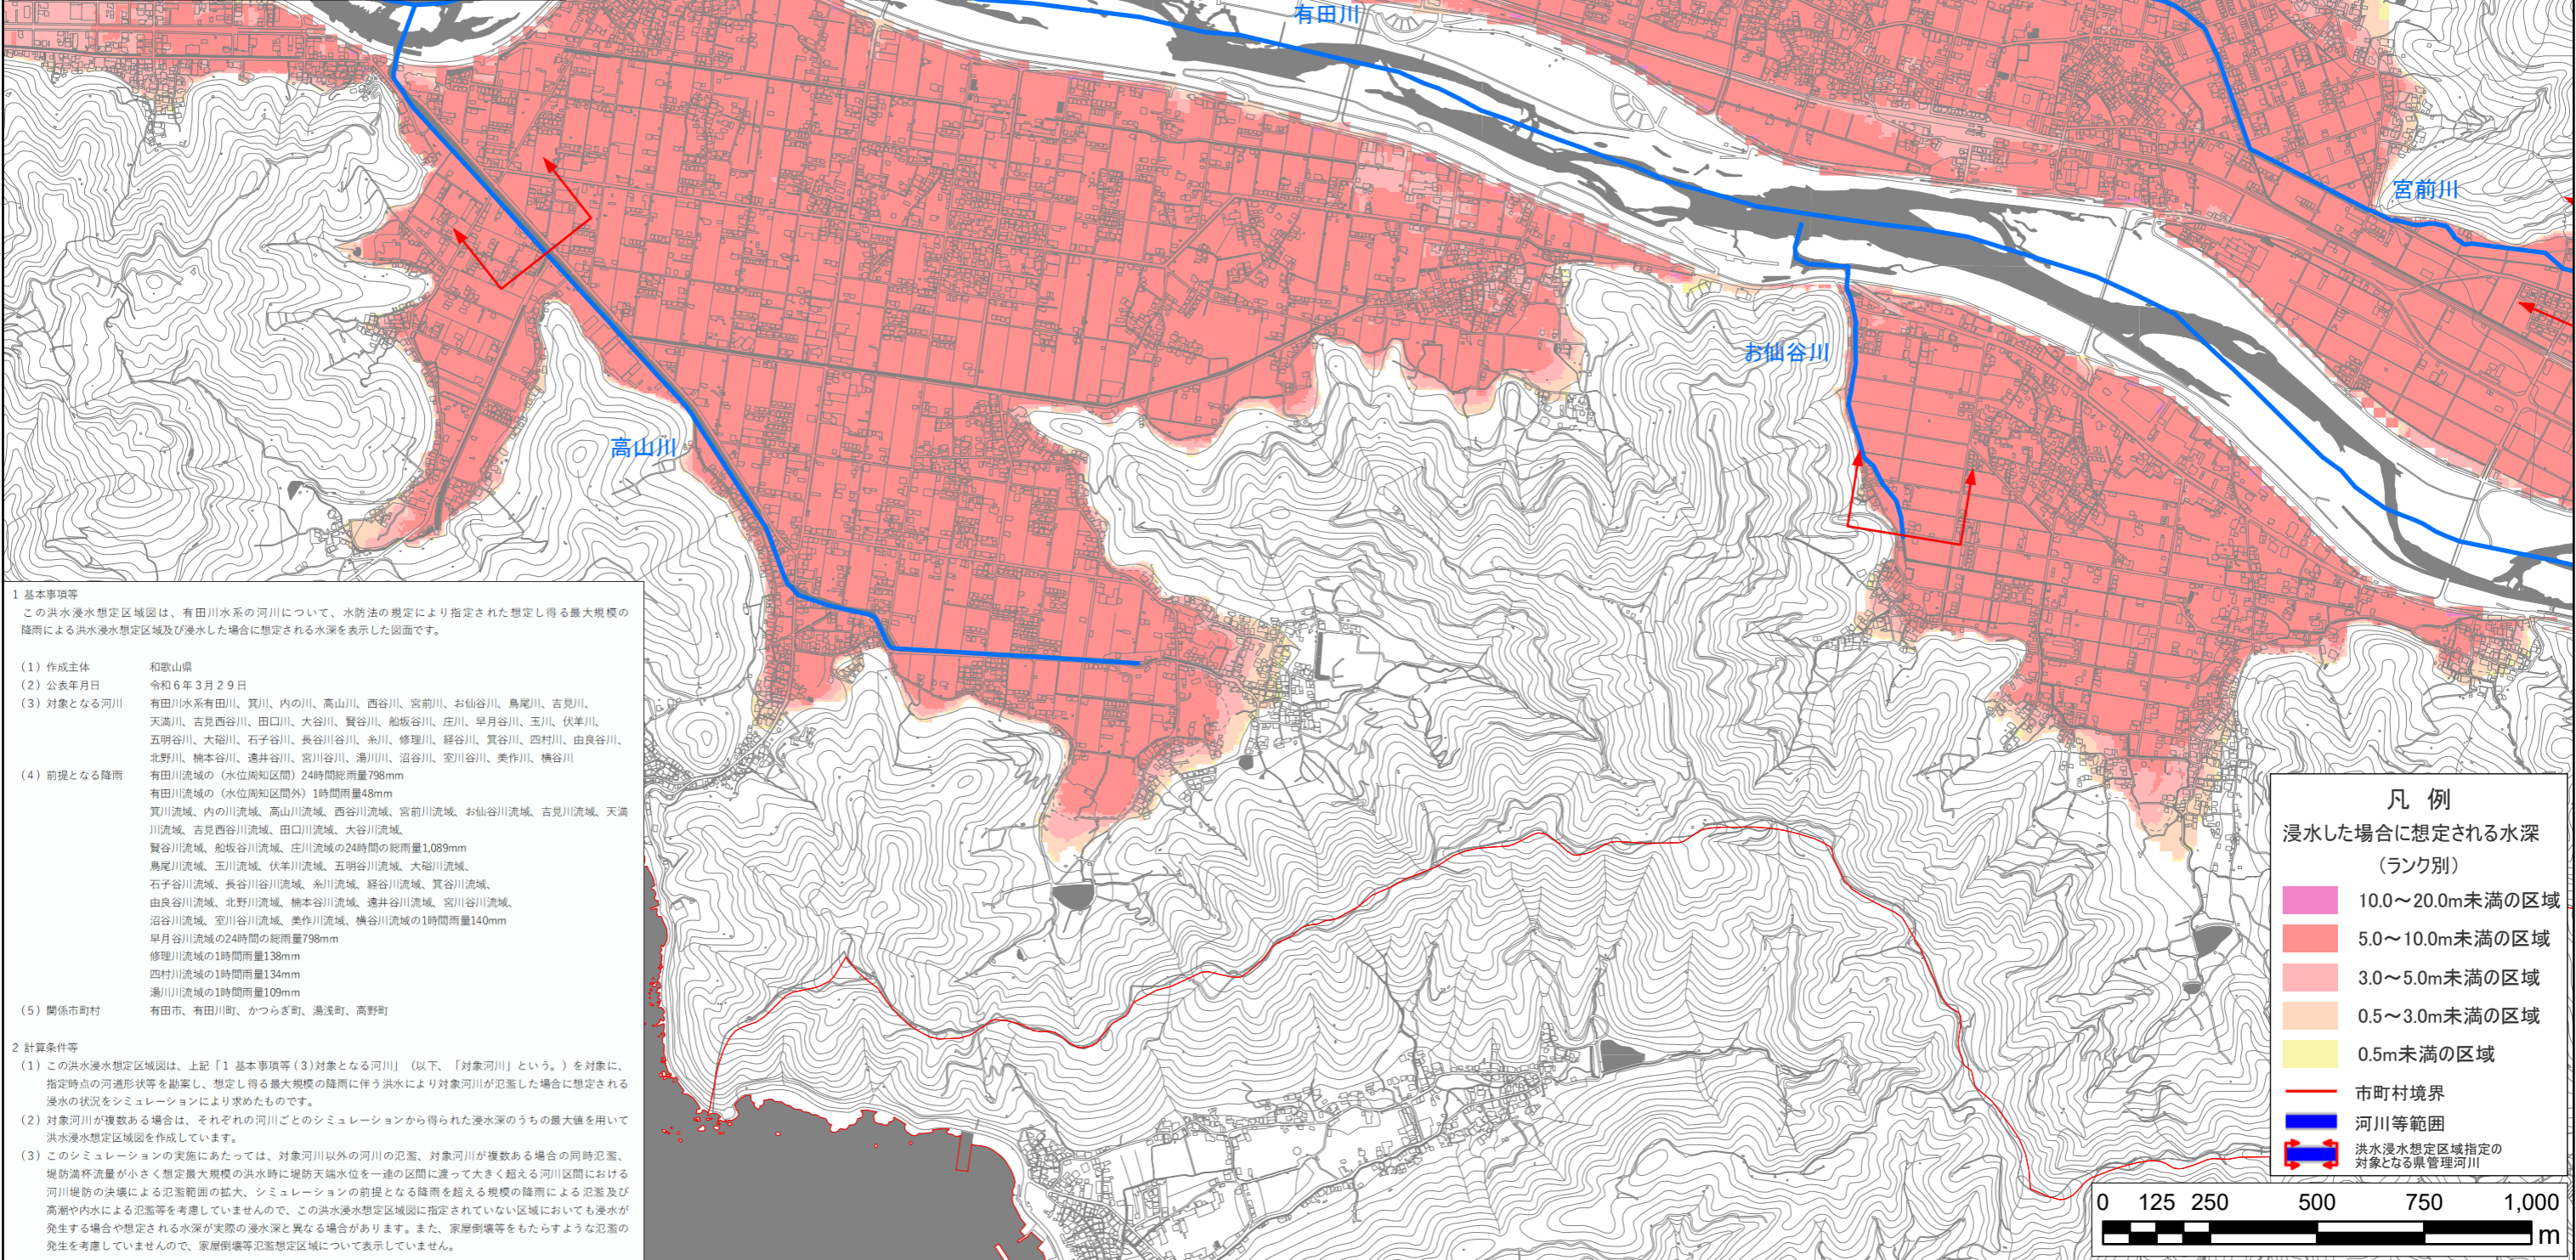 有田川
宮前川
お仙谷川
高山川
1 基本事項等
この洪水浸水想定区域図は、有田川水系の河川について、水防法の規定により指定された想定し得る最大規模の
降雨による洪水浸水想定区域及び浸水した場合に想定される水深を表示した図面です。
(1) 作成主体 和歌山県
(2) 公表年月日 令和6年3月29日
(3) 対象となる河川 有田川水系有田川、箕川、内の川、高山川、西谷川、宮前川、お仙谷川、鳥尾川、吉見川、
天満川、吉見西谷川、田口川、大谷川、賢谷川、船坂谷川、庄川、早月谷川、玉川、伏羊川、
五明谷川、大硲川、石子谷川、長谷川谷川、糸川、修理川、経谷川、箕谷川、四村川、由良谷川、
北野川、楠本谷川、遠井谷川、宮川谷川、湯川川、沼谷川、室川谷川、美作川、横谷川
(4) 前提となる降雨 有田川流域の（水位周知区間）24時間総雨量798mm
有田川流域の（水位周知区間外）1時間雨量48mm
箕川流域、内の川流域、高山川流域、西谷川流域、宮前川流域、お仙谷川流域、吉見川流域、天満
川流域、吉見西谷川流域、田口川流域、大谷川流域、
賢谷川流域、船坂谷川流域、庄川流域の24時間の総雨量1,089mm
鳥尾川流域、玉川流域、伏羊川流域、五明谷川流域、大硲川流域、
石子谷川流域、長谷川谷川流域、糸川流域、経谷川流域、箕谷川流域、
由良谷川流域、北野川流域、楠本谷川流域、遠井谷川流域、宮川谷川流域、
沼谷川流域、室川谷川流域、美作川流域、横谷川流域の1時間雨量140mm
早月谷川流域の24時間の総雨量798mm
修理川流域の1時間雨量138mm
四村川流域の1時間雨量134mm
湯川川流域の1時間雨量109mm
(5) 関係市町村 有田市、有田川町、かつらぎ町、湯浅町、高野町
2 計算条件等
(1) この洪水浸水想定区域図は、上記「1 基本事項等(3)対象となる河川」（以下、「対象河川」という。）を対象に、
指定時点の河道形状等を勘案し、想定し得る最大規模の降雨に伴う洪水により対象河川が氾濫した場合に想定される
浸水の状況をシミュレーションにより求めたものです。
(2) 対象河川が複数ある場合は、それぞれの河川ごとのシミュレーションから得られた浸水深のうちの最大値を用いて
洪水浸水想定区域図を作成しています。
(3) このシミュレーションの実施にあたっては、対象河川以外の河川の氾濫、対象河川が複数ある場合の同時氾濫、
堤防満杯流量が小さく想定最大規模の洪水時に堤防天端水位を一連の区間に渡って大きく超える河川区間における
河川堤防の決壊による氾濫範囲の拡大、シミュレーションの前提となる降雨を超える規模の降雨による氾濫及び
高潮や内水による氾濫等を考慮していませんので、この洪水浸水想定区域図に指定されていない区域においても浸水が
発生する場合や想定される水深が実際の浸水深と異なる場合があります。また、家屋倒壊等をもたらすような氾濫の
発生を考慮していませんので、家屋倒壊等氾濫想定区域について表示していません。
凡 例
浸水した場合に想定される水深
（ランク別）
10.0～20.0m未満の区域
5.0～10.0m未満の区域
3.0～5.0m未満の区域
0.5～3.0m未満の区域
0.5m未満の区域
市町村境界
河川等範囲
洪水浸水想定区域指定の
対象となる県管理河川
0 125 250 500 750 1,000
m